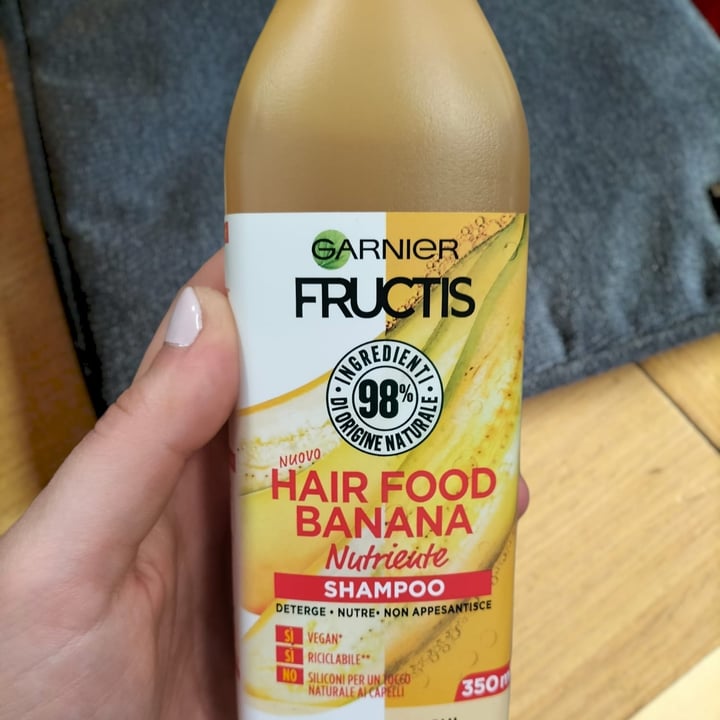 GARNIER
FRUCTIS
INGREDIENTI
98%
DI ORIGINE NATURALE
NUOVO
HAIR FOOD
BANANA
Nutriente
SHAMPOO
DETERGE • NUTRE • NON APPESANTISCE
SÌ VEGAN*
SÌ RICICLABILE**
NO SILICONI PER UN TOCCO
NATURALE AI CAPELLI
350